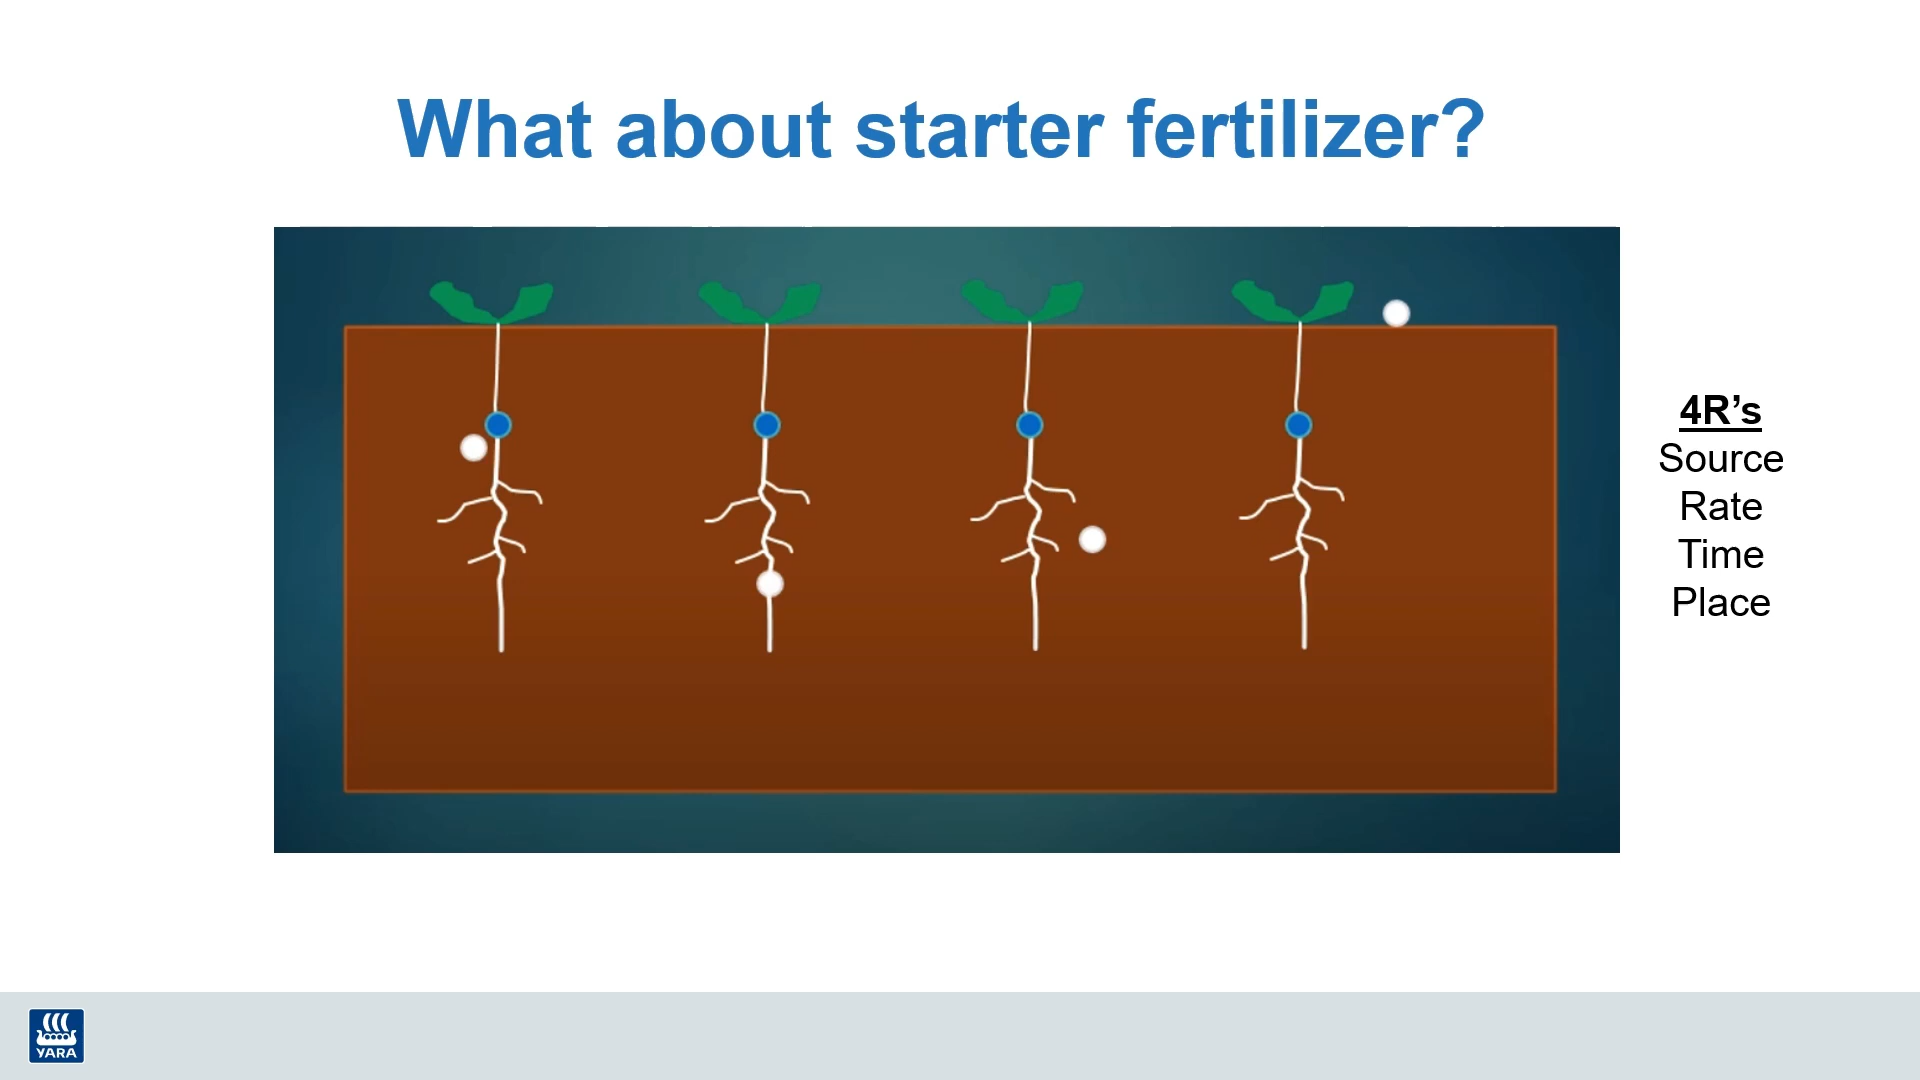 What about starter fertilizer?
4R’s
Source
Rate
Time
Place
YARA